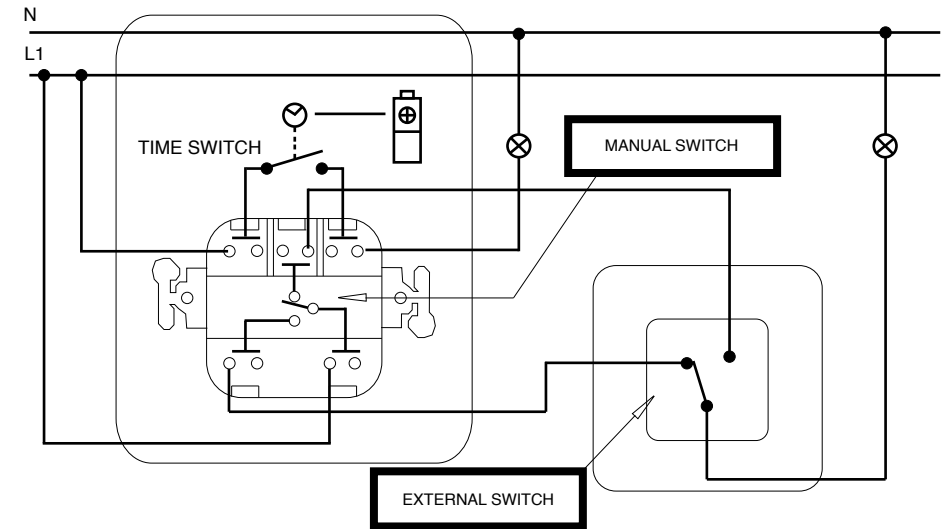 N
L1
TIME SWITCH
MANUAL SWITCH
EXTERNAL SWITCH